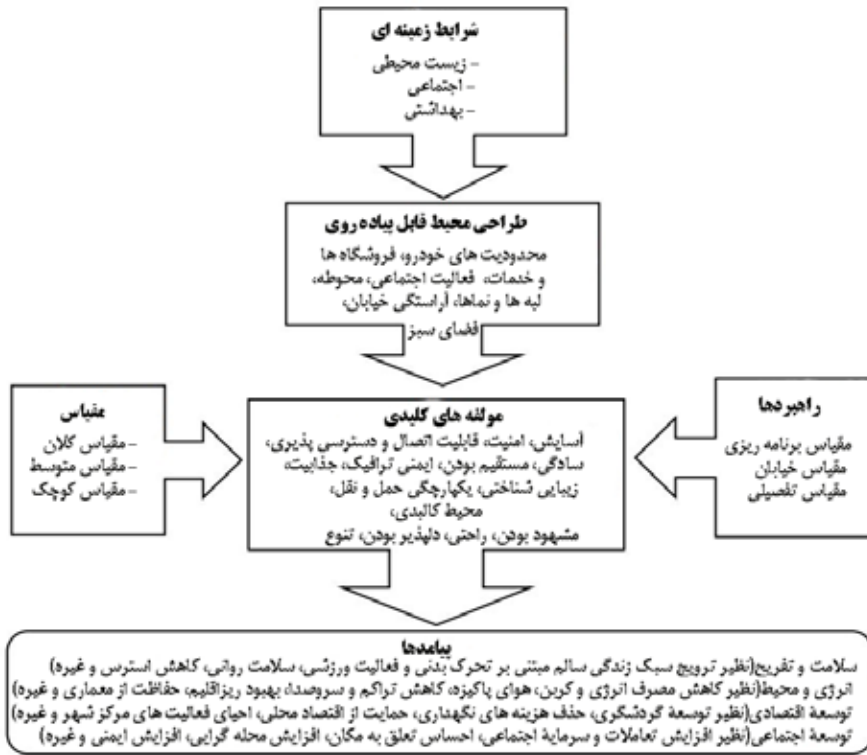 شرایط زمینه ای
- زیست محیطی
- اجتماعی
- بهداشتی
طراحی محیط قابل پیاده روی
محدودیت های خودرو، فروشگاه ها
و خدمات، فعالیت اجتماعی، محوطه،
لبه ها و نماها، آراستگی خیابان،
فضای سبز
راهبردها
مقیاس برنامه ریزی
مقیاس خیابان
مقیاس تفصیلی
مولفه های کلیدی
آسایش، امنیت، قابلیت اتصال و دسترسی پذیری،
سادگی، مستقیم بودن، ایمنی ترافیک، جذابیت،
زیبایی شناختی، یکپارچگی حمل و نقل،
محیط کالبدی،
مشهود بودن، راحتی، دلپذیر بودن، تنوع
مقیاس
- مقیاس کلان
- مقیاس متوسط
- مقیاس کوچک
پیامدها
سلامت و تفریح(نظیر ترویج سبک زندگی سالم مبتنی بر تحرک بدنی و فعالیت ورزشی، سلامت روانی، کاهش استرس و غیره)
انرژی و محیط(نظیر کاهش مصرف انرژی و کربن، هوای پاکیزه، کاهش تراکم و سروصدا، بهبود ریزاقلیم، حفاظت از معماری و غیره)
توسعۀ اقتصادی(نظیر توسعۀ گردشگری، حذف هزینه های نگهداری، حمایت از اقتصاد محلی، احیای فعالیت های مرکز شهر و غیره)
توسعۀ اجتماعی(نظیر افزایش تعاملات و سرمایۀ اجتماعی، احساس تعلق به مکان، افزایش محله گرایی، افزایش ایمنی و غیره)